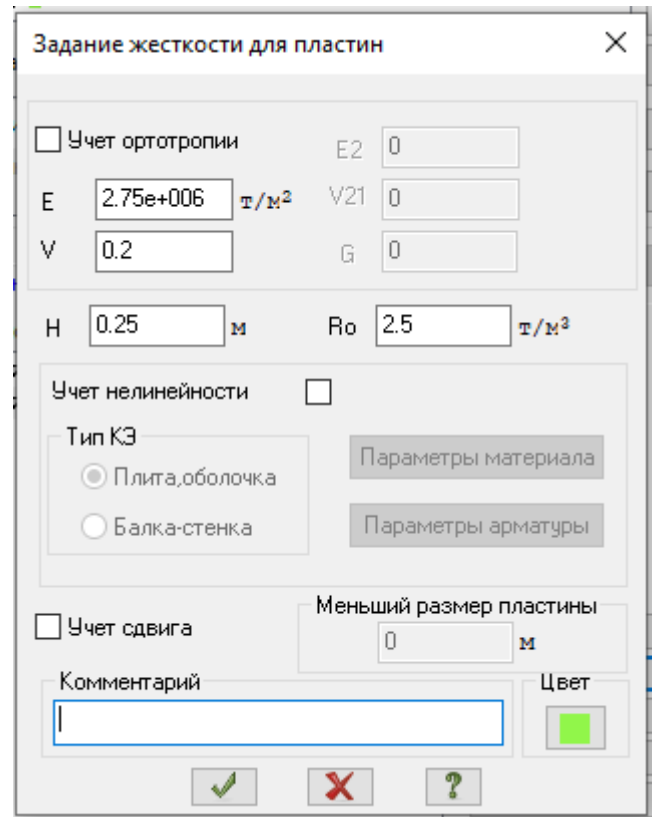 Задание жесткости для пластин
Учет ортотропии
E2 0
E 2.75e+006 т/м²
V21 0
V 0.2
G 0
H 0.25 м
Ro 2.5 т/м³
Учет нелинейности
Тип КЭ
Плита,оболочка
Балка-стенка
Параметры материала
Параметры арматуры
Учет сдвига
Меньший размер пластины
0 м
Комментарий
Цвет
?